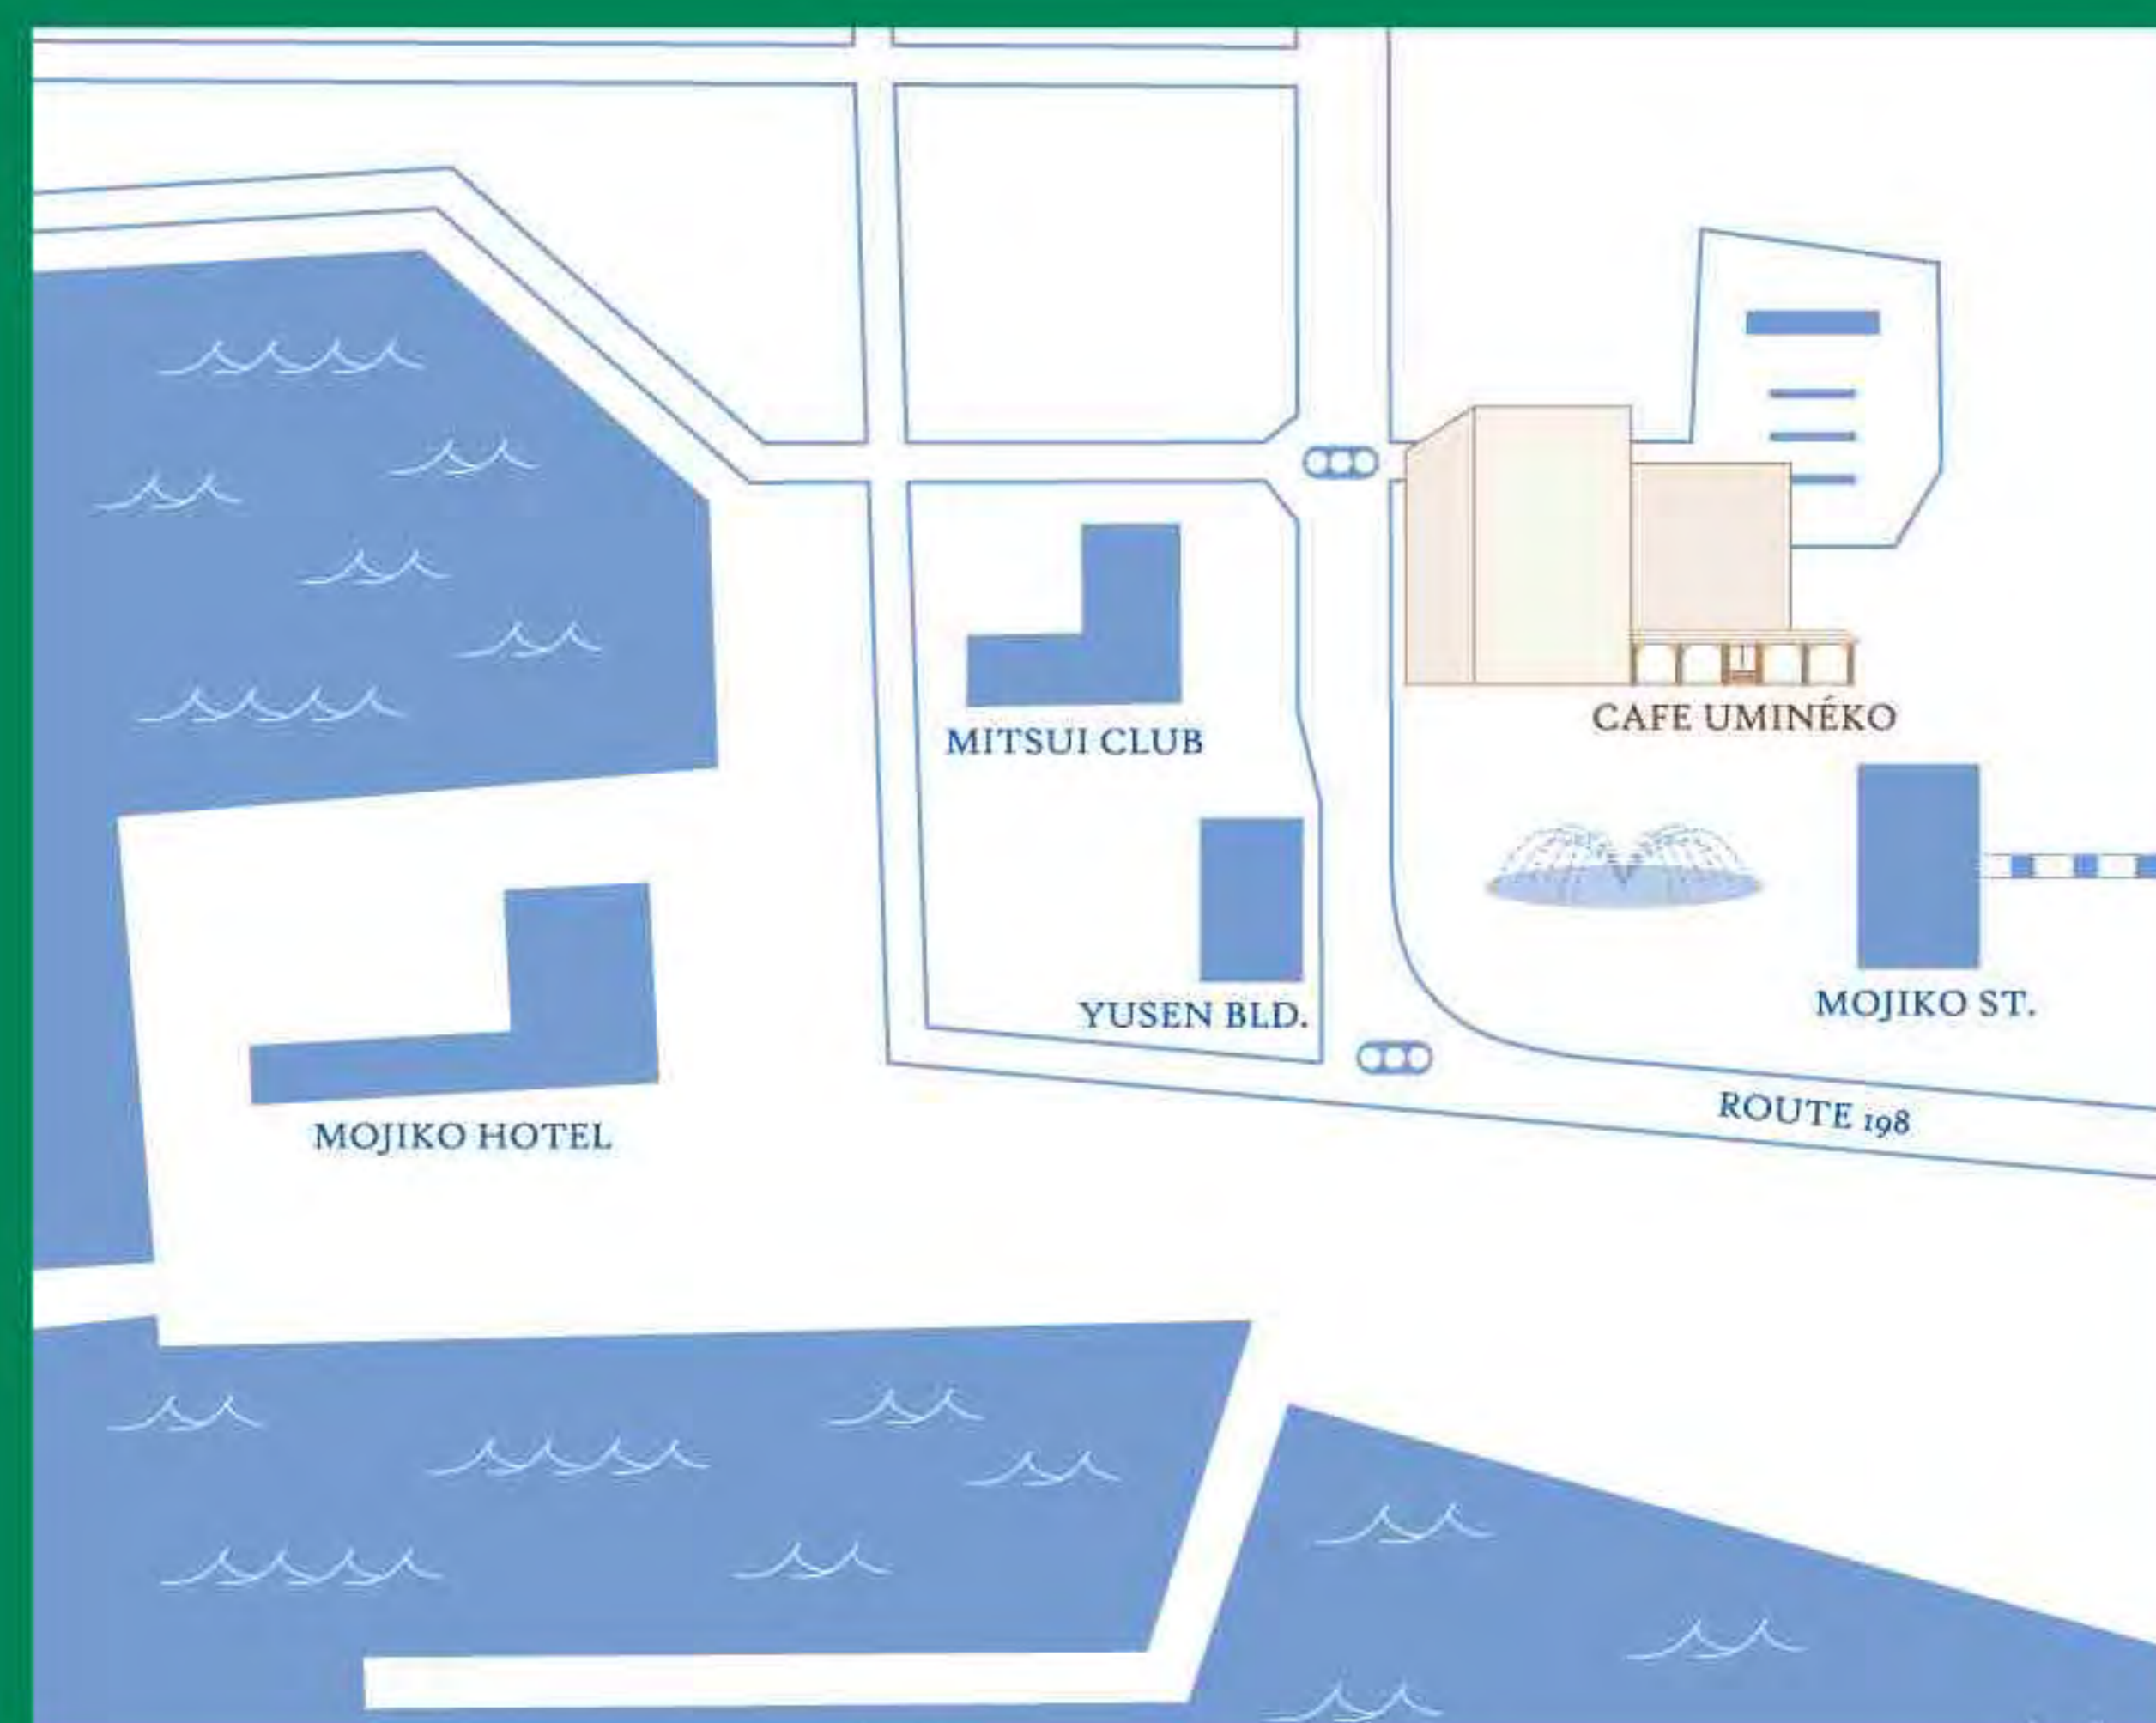 CAFE UMINÉKO
MITSUI CLUB
YUSEN BLD.
MOJIKO ST.
ROUTE 198
MOJIKO HOTEL